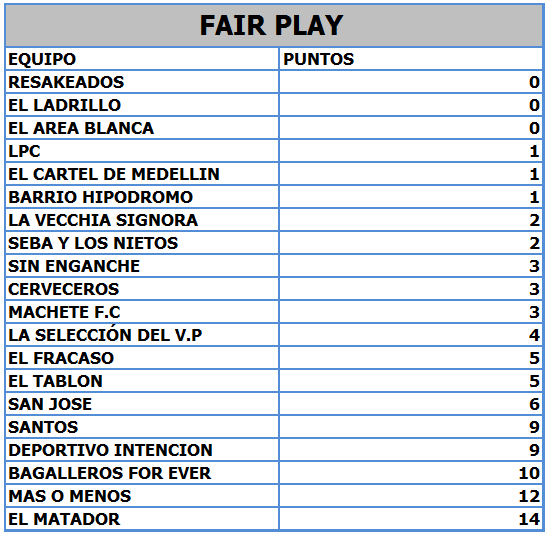 FAIR PLAY
EQUIPO PUNTOS
RESAKEADOS 0
EL LADRILLO 0
EL AREA BLANCA 0
LPC 1
EL CARTEL DE MEDELLIN 1
BARRIO HIPODROMO 1
LA VECCHIA SIGNORA 2
SEBA Y LOS NIETOS 2
SIN ENGANCHE 3
CERVECEROS 3
MACHETE F.C 3
LA SELECCIÓN DEL V.P 4
EL FRACASO 5
EL TABLON 5
SAN JOSE 6
SANTOS 9
DEPORTIVO INTENCION 9
BAGALLEROS FOR EVER 10
MAS O MENOS 12
EL MATADOR 14